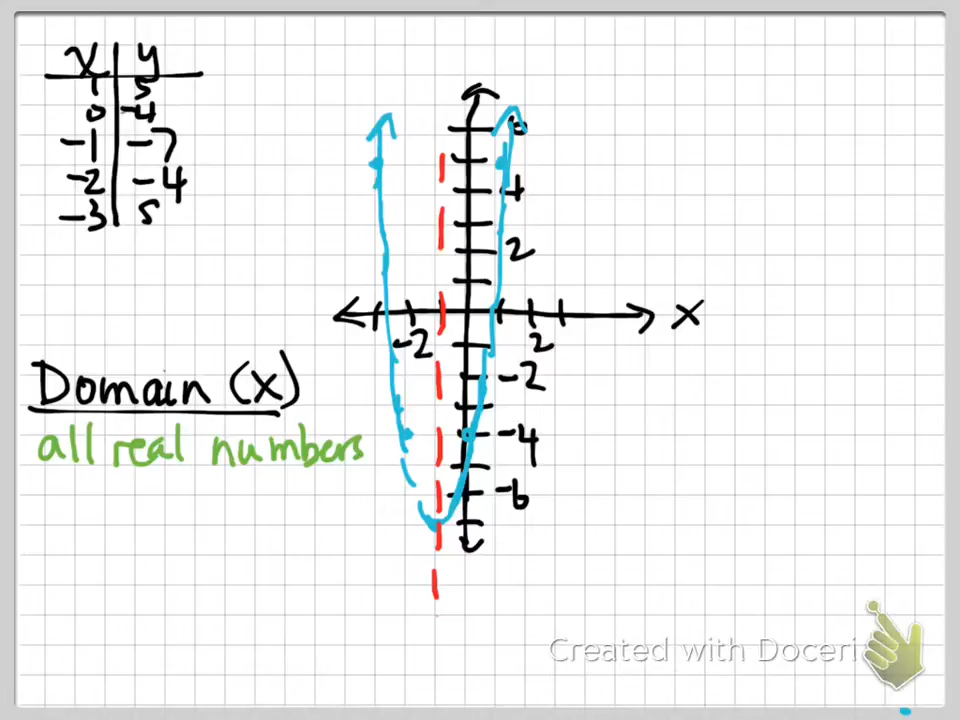 x y
1 5
0 -4
-1 -7
-2 -4
-3 5
6
4
2
x
-2 2
-2
-4
-6
Domain (x)
all real numbers
Created with Doceri